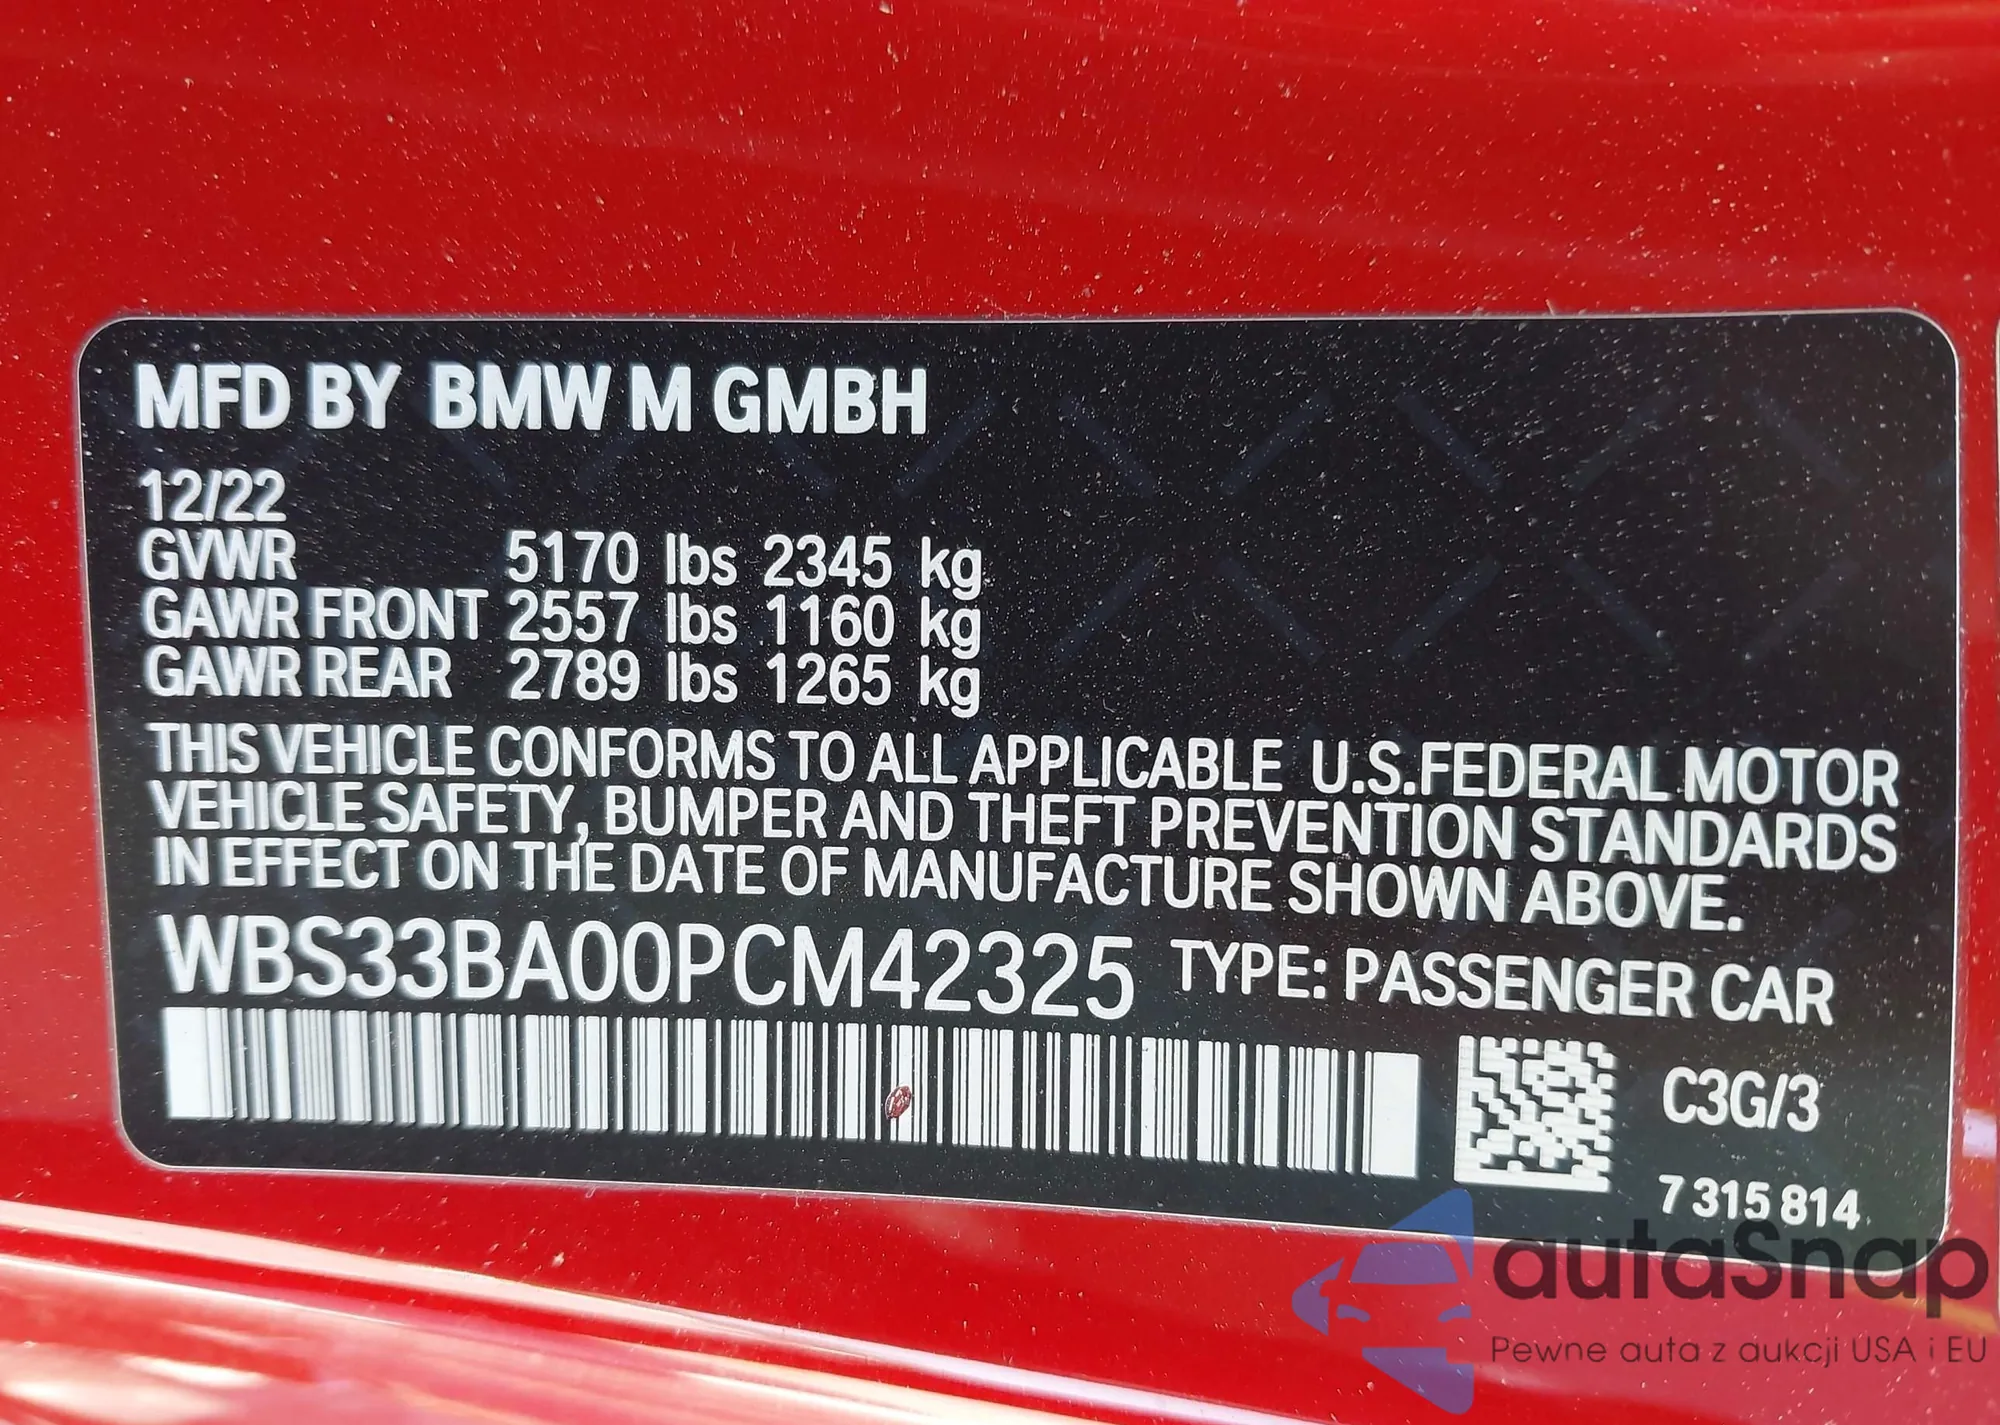 MFD BY BMW M GMBH
12/22
GVWR 5170 lbs 2345 kg
GAWR FRONT 2557 lbs 1160 kg
GAWR REAR 2789 lbs 1265 kg
THIS VEHICLE CONFORMS TO ALL APPLICABLE U.S.FEDERAL MOTOR
VEHICLE SAFETY, BUMPER AND THEFT PREVENTION STANDARDS
IN EFFECT ON THE DATE OF MANUFACTURE SHOWN ABOVE.
WBS33BA00PCM42325 TYPE: PASSENGER CAR
C3G/3
7 315 814
autaSnap
Pewne auta z aukcji USA i EU